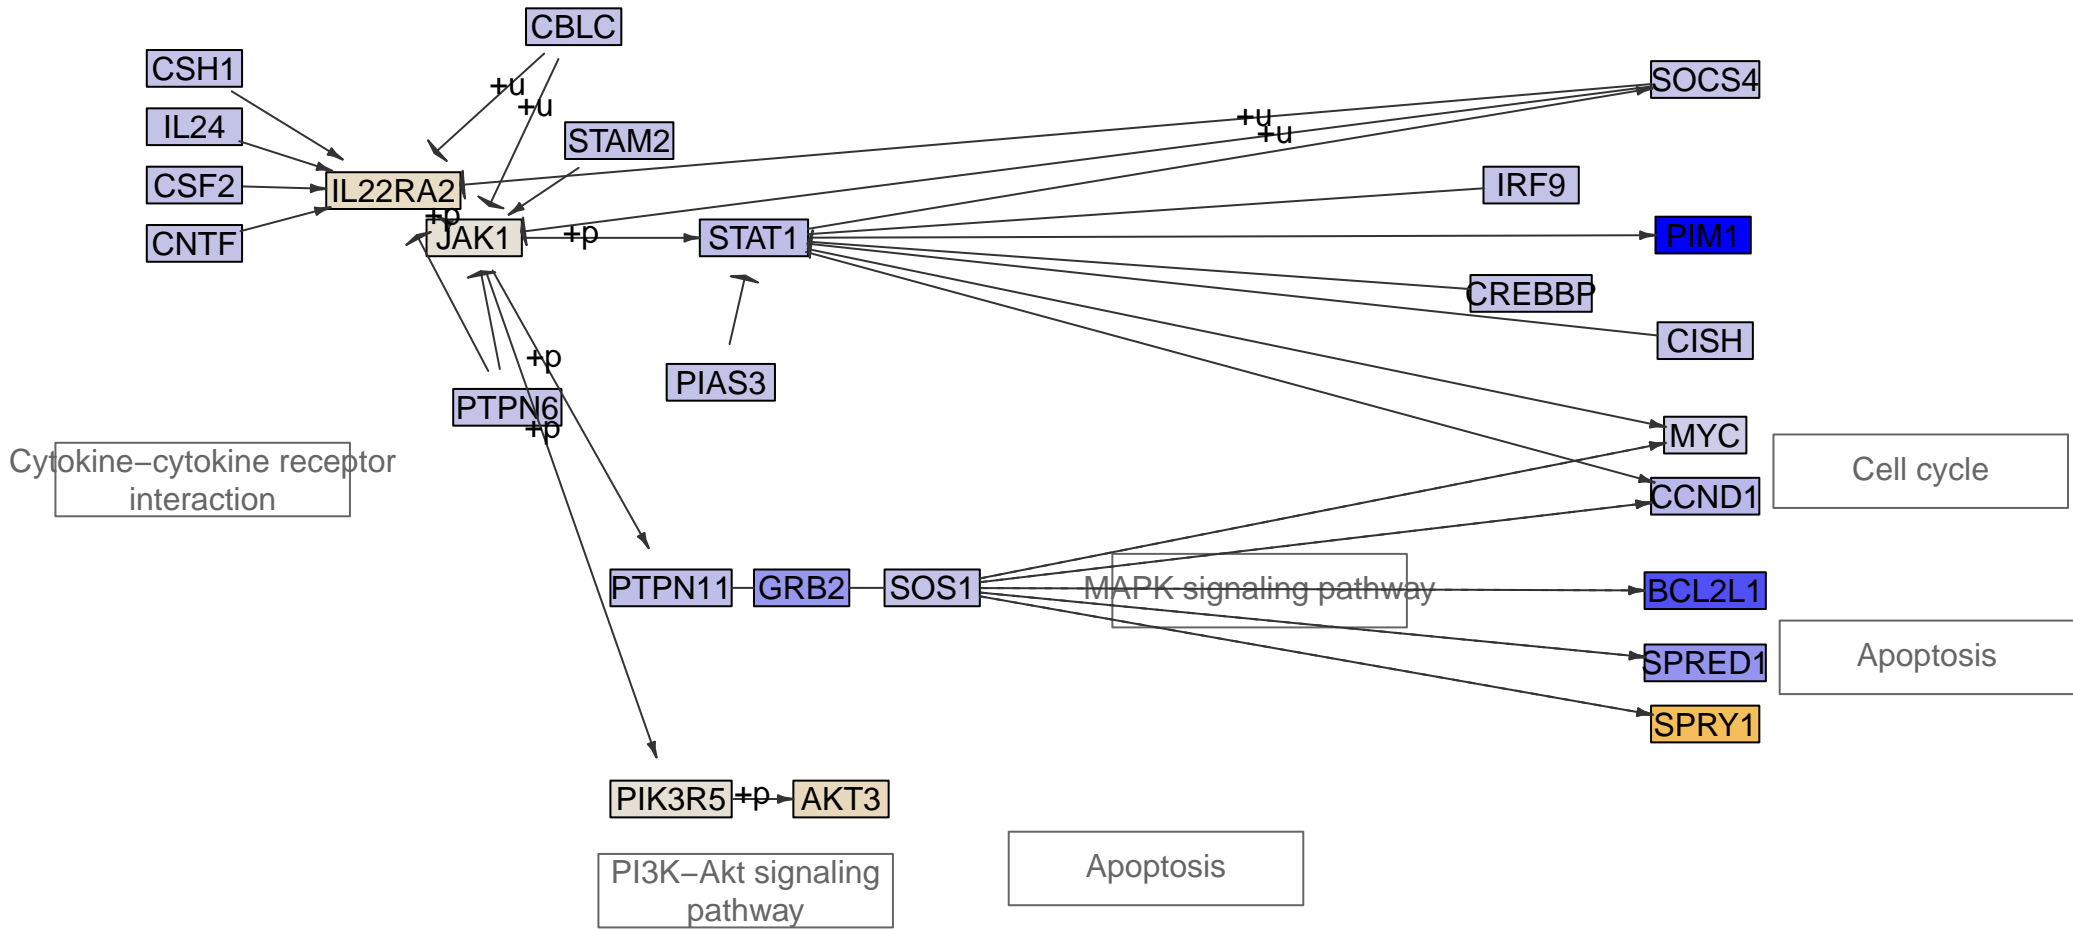 CBLC
CSH1
+u
+u
SOCS4
IL24
STAM2
+u
+u
CSF2
IL22RA2
IRF9
+p
CNTF
JAK1
+p
STAT1
PIM1
CREBBP
CISH
+p
PIAS3
PTPN6
+p
MYC
Cytokine−cytokine receptor
interaction
Cell cycle
CCND1
PTPN11
GRB2
SOS1
MAPK signaling pathway
BCL2L1
SPRED1
Apoptosis
SPRY1
PIK3R5
+p
AKT3
Apoptosis
PI3K−Akt signaling
pathway